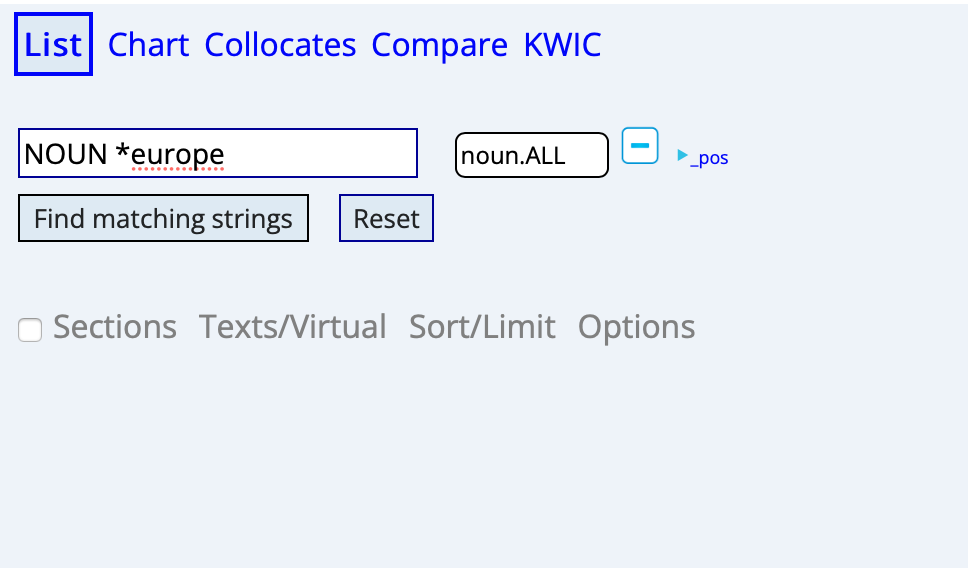 List Chart Collocates Compare KWIC
NOUN *europe noun.ALL _pos
Find matching strings Reset
Sections Texts/Virtual Sort/Limit Options